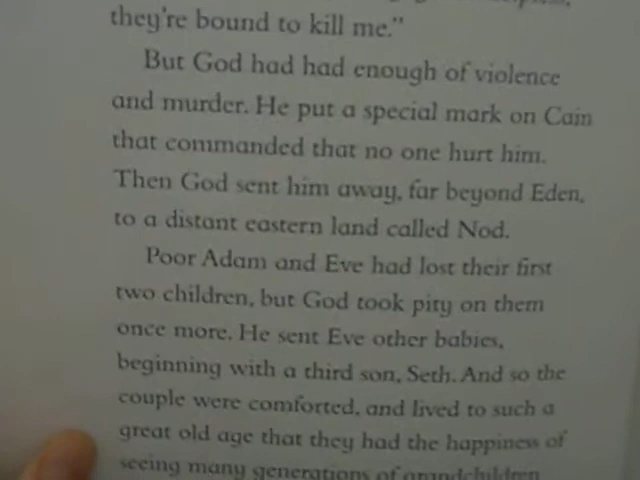 they're bound to kill me."
But God had had enough of violence
and murder. He put a special mark on Cain
that commanded that no one hurt him.
Then God sent him away, far beyond Eden,
to a distant eastern land called Nod.
Poor Adam and Eve had lost their first
two children, but God took pity on them
once more. He sent Eve other babies,
beginning with a third son, Seth. And so the
couple were comforted, and lived to such a
great old age that they had the happiness of
seeing many generations of grandchildren